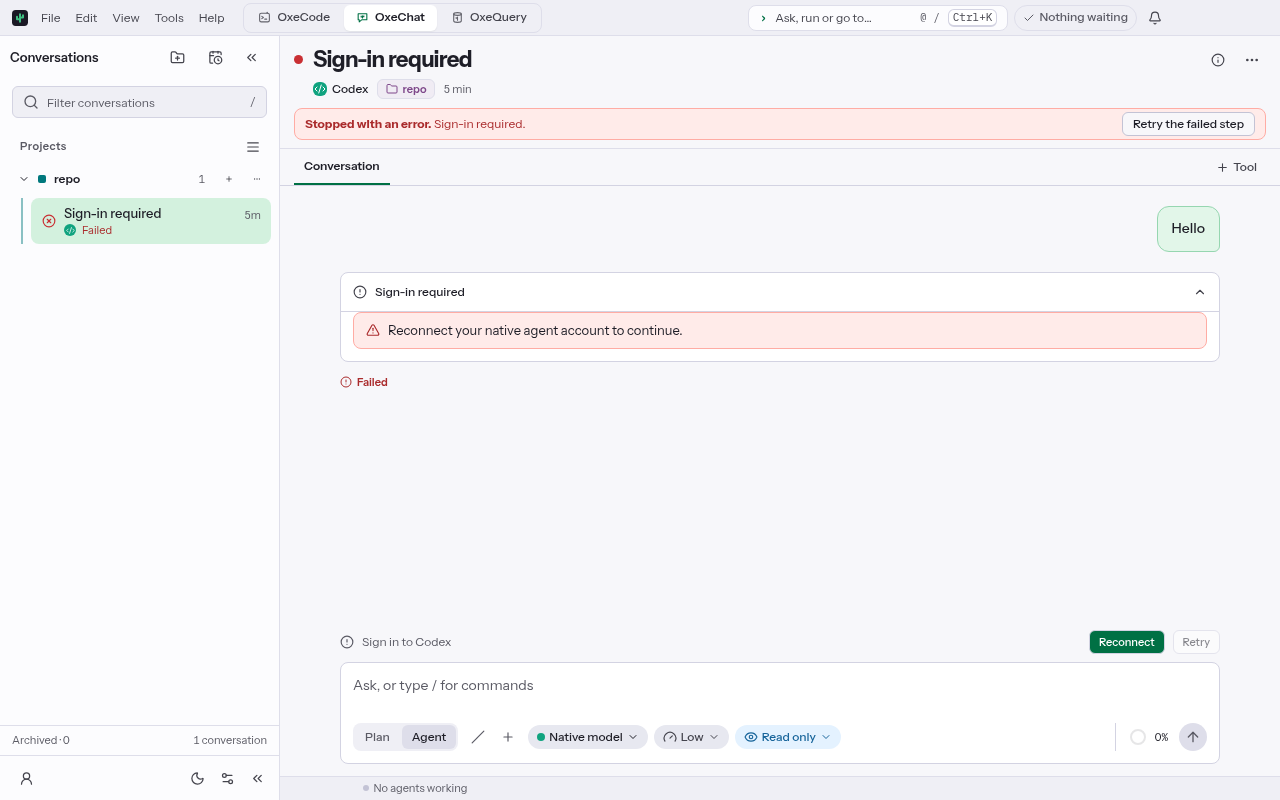 File Edit View Tools Help OxeCode OxeChat OxeQuery Ask, run or go to... @ / Ctrl+K Nothing waiting
Conversations
Filter conversations /
Projects
repo 1 + ...
Sign-in required 5m
Failed
Archived · 0 1 conversation
Sign-in required
Codex repo 5 min
Stopped with an error. Sign-in required. Retry the failed step
Conversation + Tool
Hello
Sign-in required
Reconnect your native agent account to continue.
Failed
Sign in to Codex Reconnect Retry
Ask, or type / for commands
Plan Agent Native model Low Read only 0%
No agents working